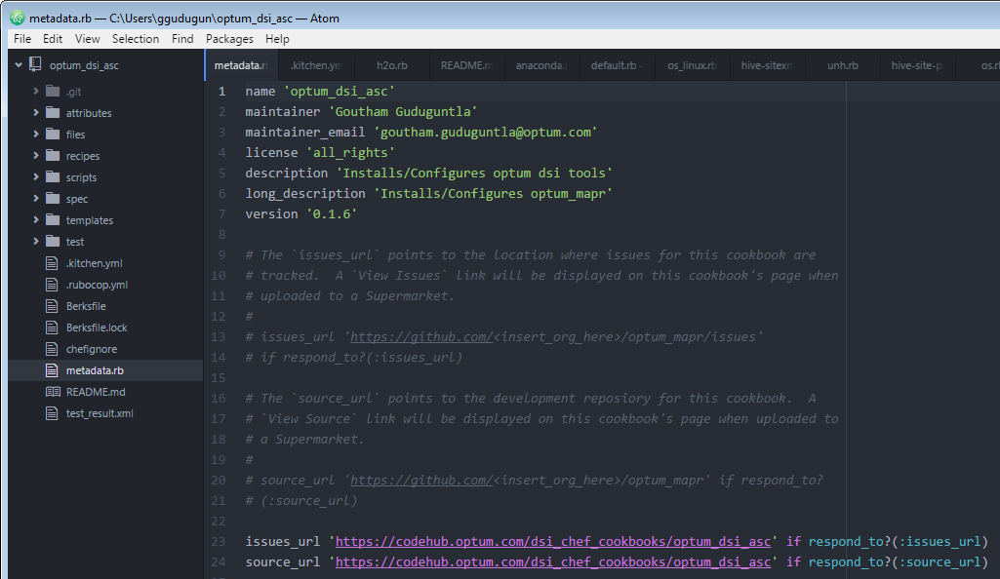 metadata.rb — C:\Users\ggudugun\optum_dsi_asc — Atom
File Edit View Selection Find Packages Help
optum_dsi_asc
.git
attributes
files
recipes
scripts
spec
templates
test
.kitchen.yml
.rubocop.yml
Berksfile
Berksfile.lock
chefignore
metadata.rb
README.md
test_result.xml
metadata.r .kitchen.ym h2o.rb README.m anaconda. default.rb - os_linux.rb hive-sitexn unh.rb hive-site-p os.r
1 name 'optum_dsi_asc'
2 maintainer 'Goutham Guduguntla'
3 maintainer_email 'goutham.guduguntla@optum.com'
4 license 'all_rights'
5 description 'Installs/Configures optum dsi tools'
6 long_description 'Installs/Configures optum_mapr'
7 version '0.1.6'
8
9 # The `issues_url` points to the location where issues for this cookbook are
10 # tracked.  A `View Issues` link will be displayed on this cookbook's page when
11 # uploaded to a Supermarket.
12 #
13 # issues_url 'https://github.com/<insert_org_here>/optum_mapr/issues'
14 # if respond_to?(:issues_url)
15
16 # The `source_url` points to the development reposiory for this cookbook.  A
17 # `View Source` link will be displayed on this cookbook's page when uploaded to
18 # a Supermarket.
19 #
20 # source_url 'https://github.com/<insert_org_here>/optum_mapr' if respond_to?
21 # (:source_url)
22
23 issues_url 'https://codehub.optum.com/dsi_chef_cookbooks/optum_dsi_asc' if respond_to?(:issues_url)
24 source_url 'https://codehub.optum.com/dsi_chef_cookbooks/optum_dsi_asc' if respond_to?(:source_url)